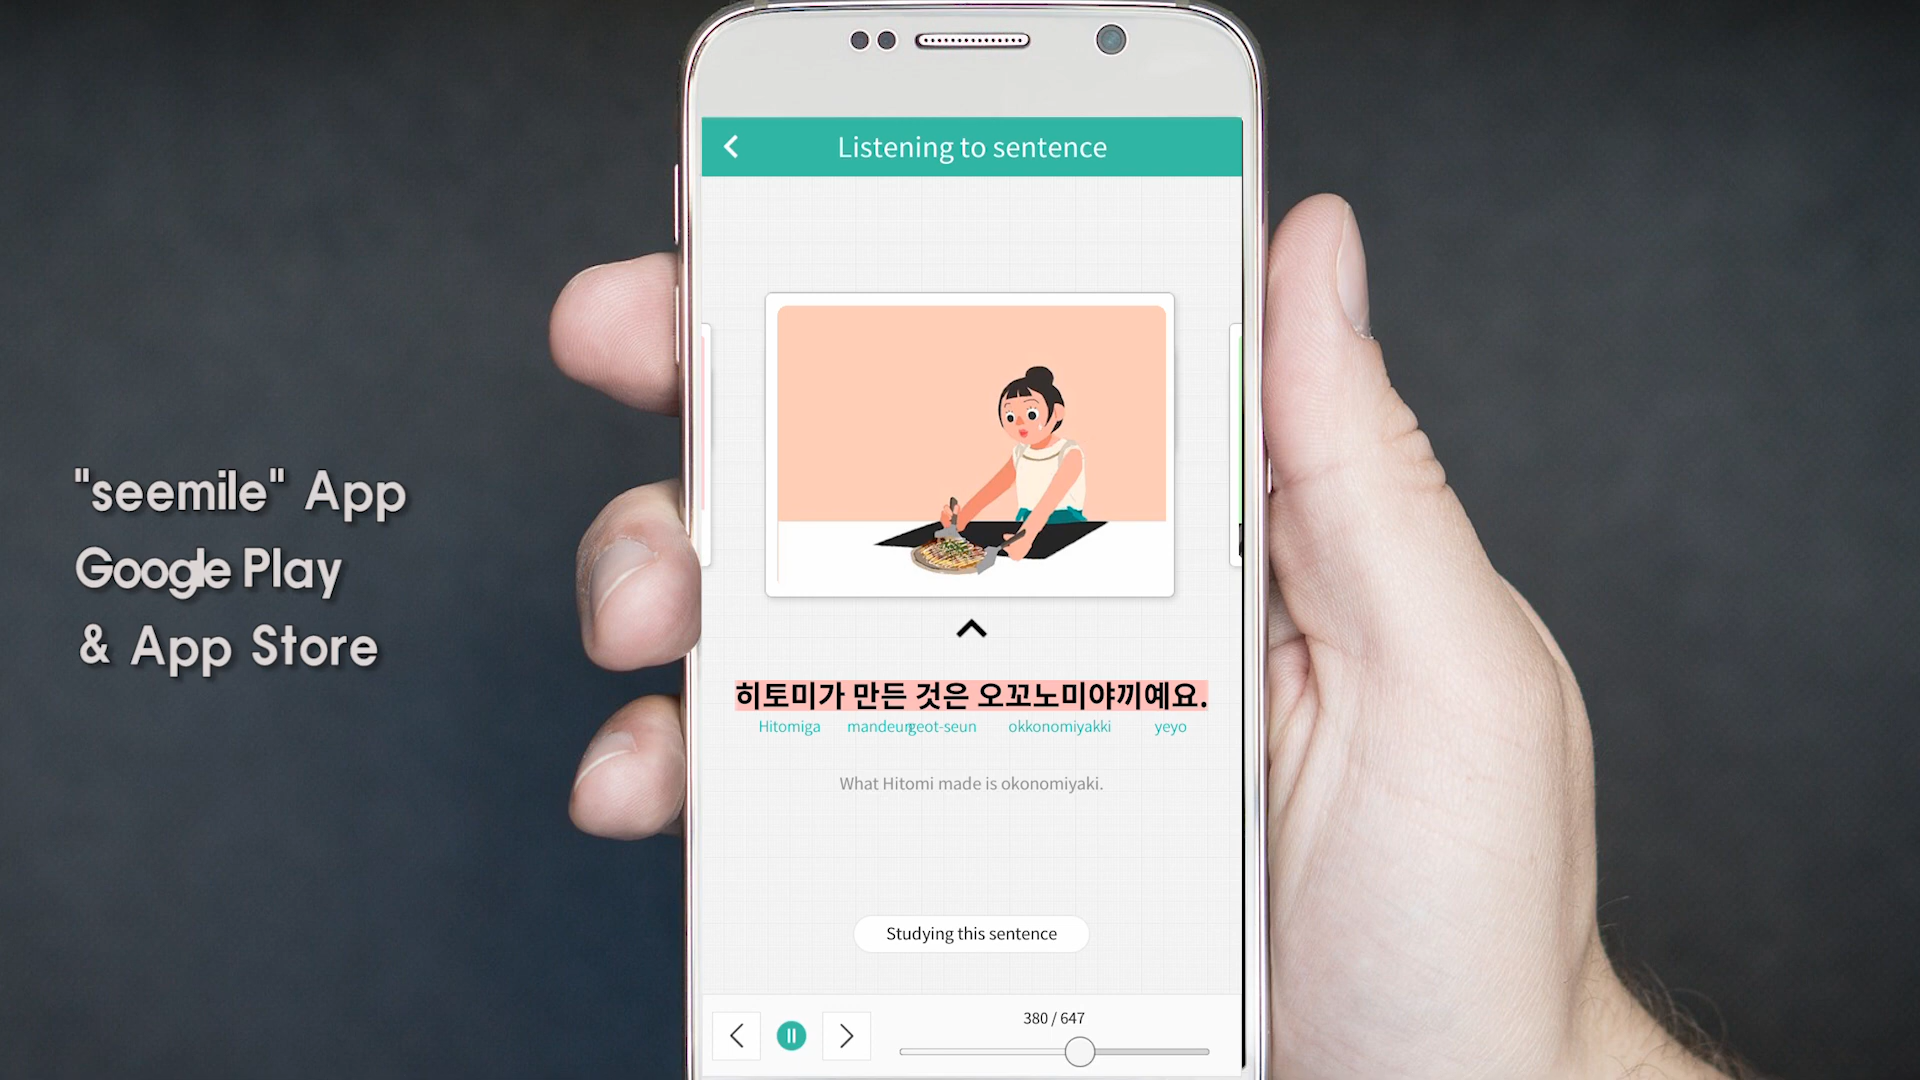 "seemile" App
Google Play
& App Store
Listening to sentence
히토미가 만든 것은 오꼬노미야끼예요.
Hitomiga mandeun geot-seun okkonomiyakki yeyo
What Hitomi made is okonomiyaki.
Studying this sentence
380 / 647